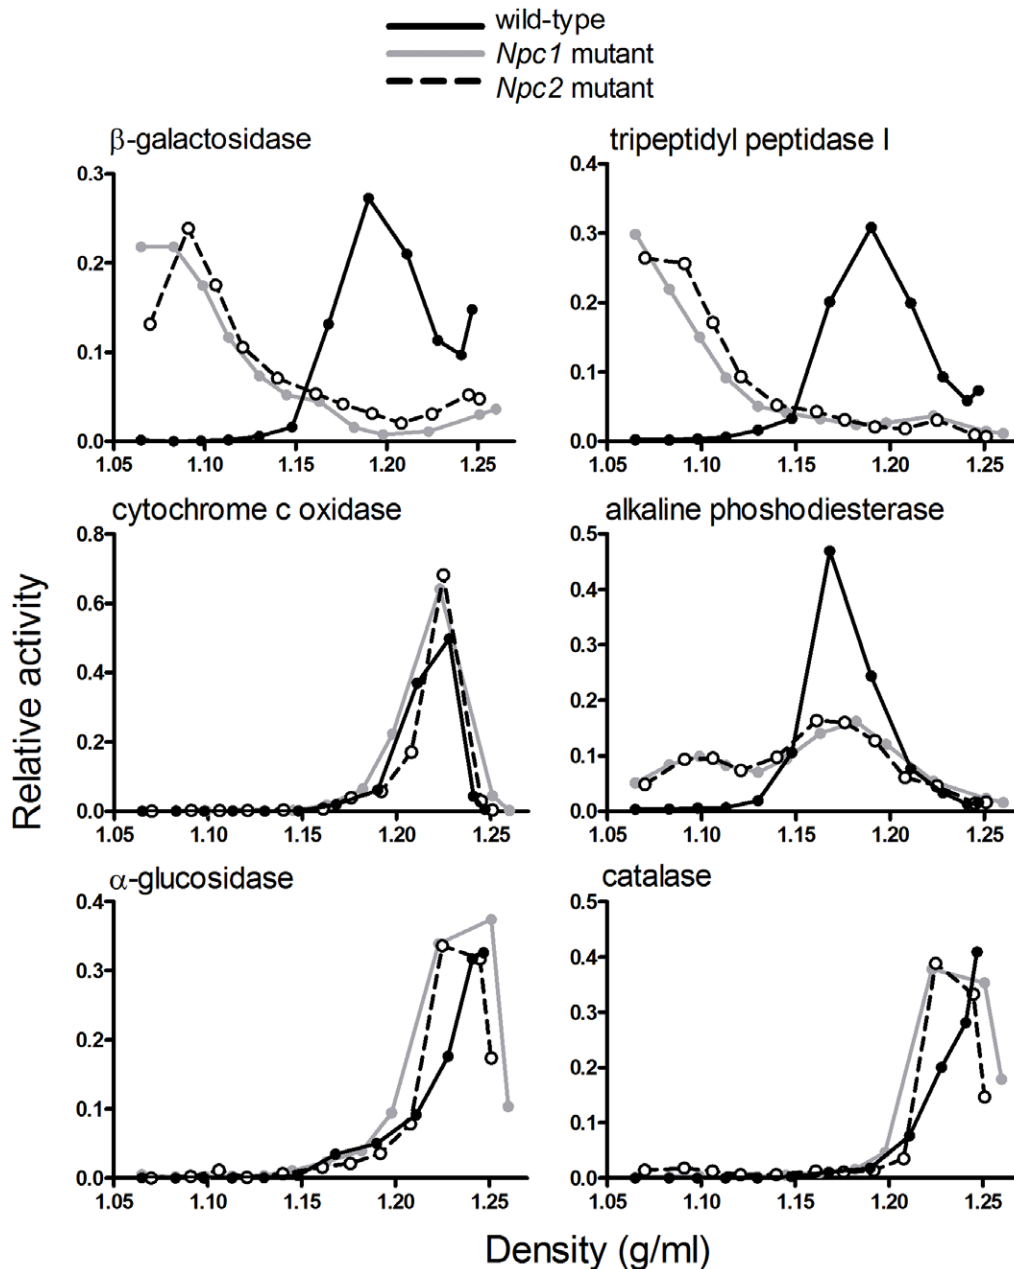 wild-type
Npc1 mutant
Npc2 mutant
β-galactosidase
0.3
0.2
0.1
0.0
1.05 1.10 1.15 1.20 1.25
tripeptidyl peptidase I
0.4
0.3
0.2
0.1
0.0
1.05 1.10 1.15 1.20 1.25
cytochrome c oxidase
0.8
0.6
0.4
0.2
0.0
1.05 1.10 1.15 1.20 1.25
alkaline phoshodiesterase
0.5
0.4
0.3
0.2
0.1
0.0
1.05 1.10 1.15 1.20 1.25
α-glucosidase
0.4
0.3
0.2
0.1
0.0
1.05 1.10 1.15 1.20 1.25
catalase
0.5
0.4
0.3
0.2
0.1
0.0
1.05 1.10 1.15 1.20 1.25
Relative activity
Density (g/ml)